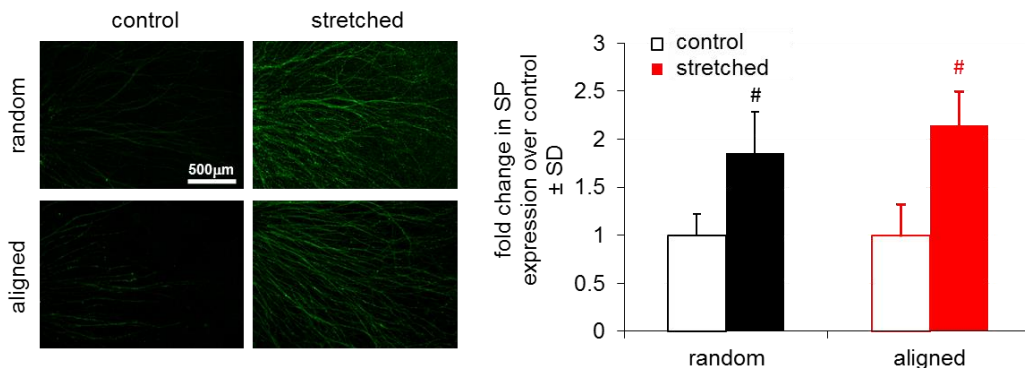 control stretched
random
500µm
aligned
fold change in SP
expression over control
± SD
3
2.5
2
1.5
1
0.5
0
control
stretched
#
#
random aligned